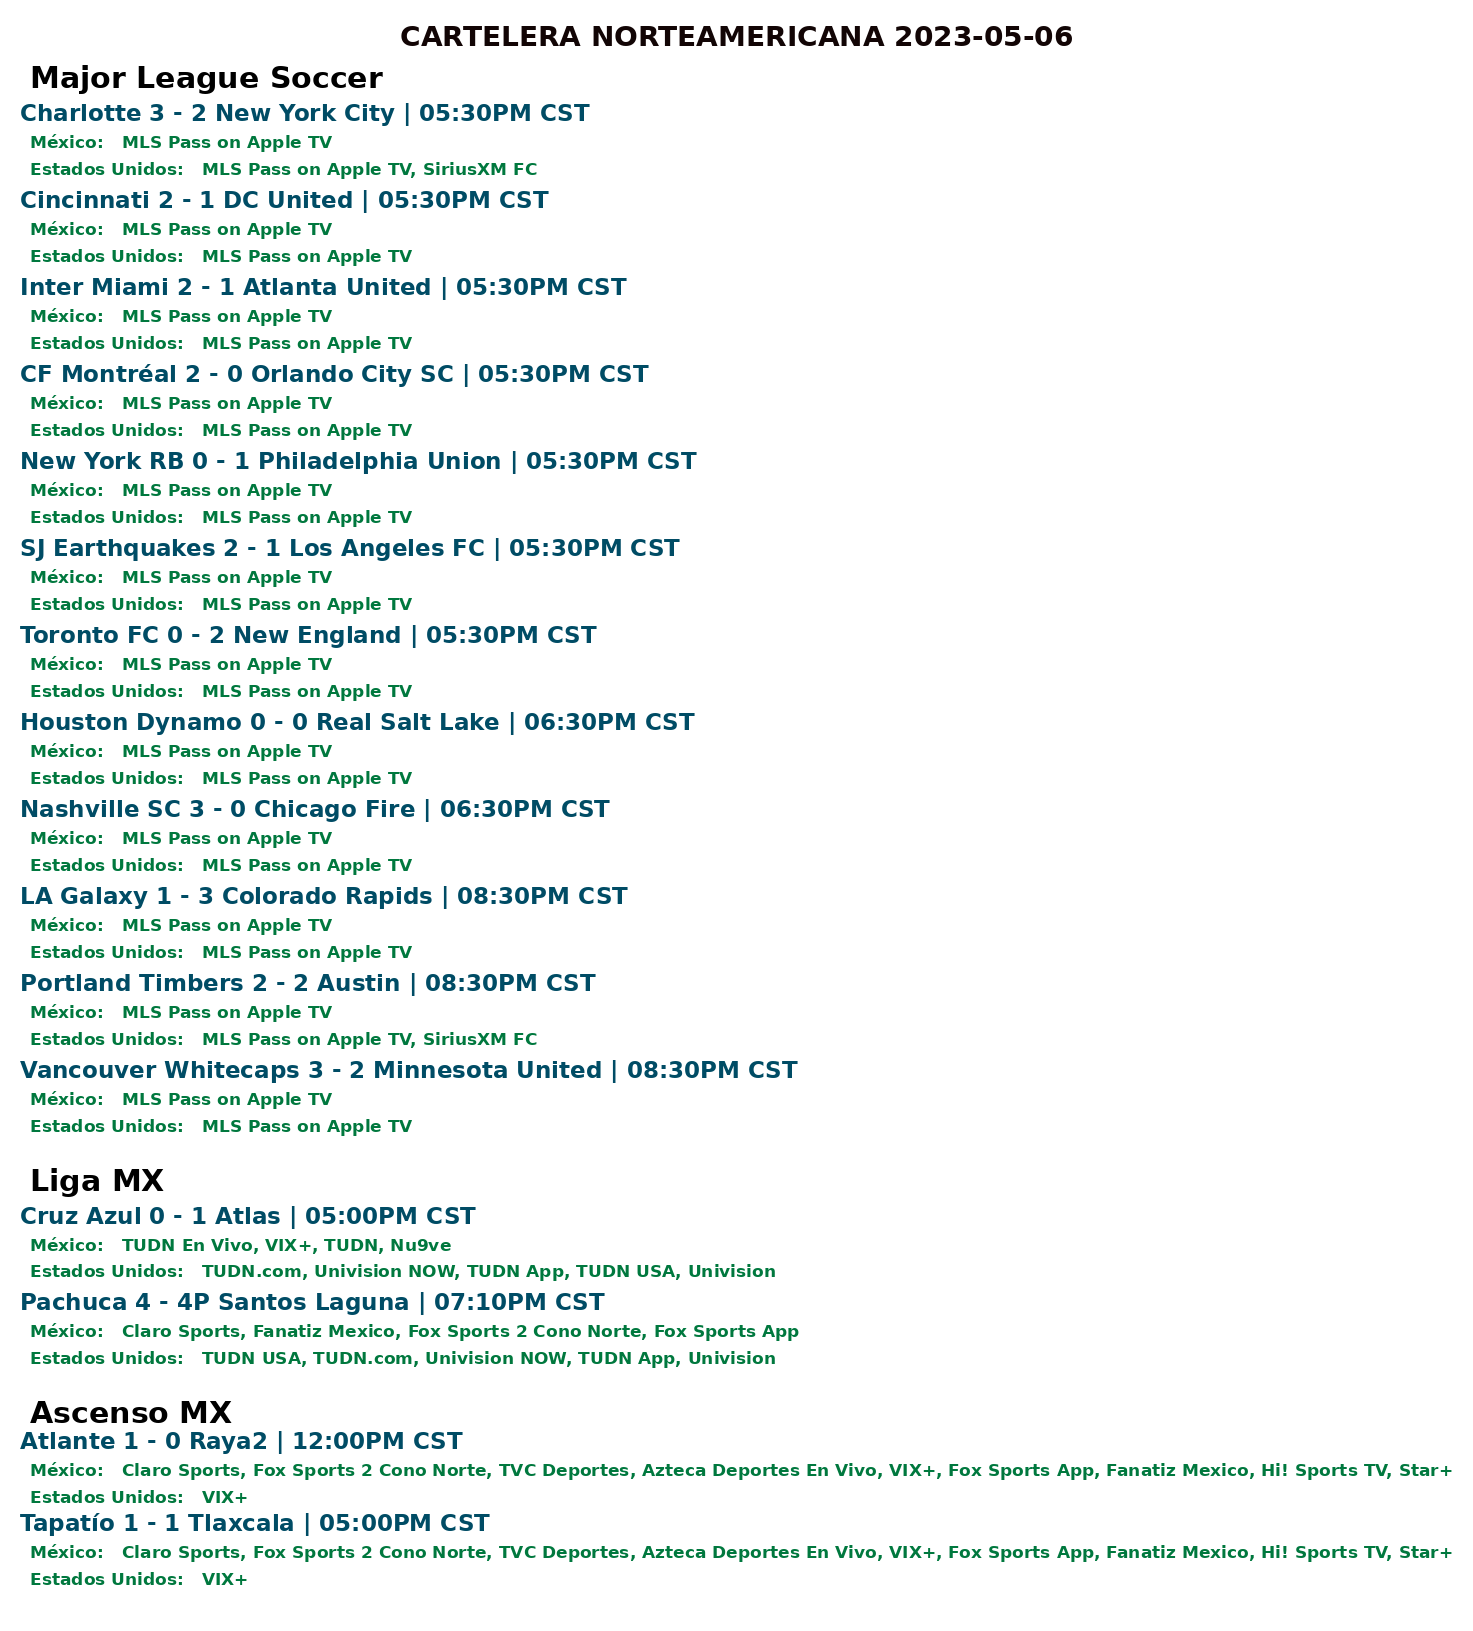 CARTELERA NORTEAMERICANA 2023-05-06
Major League Soccer
Charlotte 3 - 2 New York City | 05:30PM CST
México: MLS Pass on Apple TV
Estados Unidos: MLS Pass on Apple TV, SiriusXM FC
Cincinnati 2 - 1 DC United | 05:30PM CST
México: MLS Pass on Apple TV
Estados Unidos: MLS Pass on Apple TV
Inter Miami 2 - 1 Atlanta United | 05:30PM CST
México: MLS Pass on Apple TV
Estados Unidos: MLS Pass on Apple TV
CF Montréal 2 - 0 Orlando City SC | 05:30PM CST
México: MLS Pass on Apple TV
Estados Unidos: MLS Pass on Apple TV
New York RB 0 - 1 Philadelphia Union | 05:30PM CST
México: MLS Pass on Apple TV
Estados Unidos: MLS Pass on Apple TV
SJ Earthquakes 2 - 1 Los Angeles FC | 05:30PM CST
México: MLS Pass on Apple TV
Estados Unidos: MLS Pass on Apple TV
Toronto FC 0 - 2 New England | 05:30PM CST
México: MLS Pass on Apple TV
Estados Unidos: MLS Pass on Apple TV
Houston Dynamo 0 - 0 Real Salt Lake | 06:30PM CST
México: MLS Pass on Apple TV
Estados Unidos: MLS Pass on Apple TV
Nashville SC 3 - 0 Chicago Fire | 06:30PM CST
México: MLS Pass on Apple TV
Estados Unidos: MLS Pass on Apple TV
LA Galaxy 1 - 3 Colorado Rapids | 08:30PM CST
México: MLS Pass on Apple TV
Estados Unidos: MLS Pass on Apple TV
Portland Timbers 2 - 2 Austin | 08:30PM CST
México: MLS Pass on Apple TV
Estados Unidos: MLS Pass on Apple TV, SiriusXM FC
Vancouver Whitecaps 3 - 2 Minnesota United | 08:30PM CST
México: MLS Pass on Apple TV
Estados Unidos: MLS Pass on Apple TV
Liga MX
Cruz Azul 0 - 1 Atlas | 05:00PM CST
México: TUDN En Vivo, VIX+, TUDN, Nu9ve
Estados Unidos: TUDN.com, Univision NOW, TUDN App, TUDN USA, Univision
Pachuca 4 - 4P Santos Laguna | 07:10PM CST
México: Claro Sports, Fanatiz Mexico, Fox Sports 2 Cono Norte, Fox Sports App
Estados Unidos: TUDN USA, TUDN.com, Univision NOW, TUDN App, Univision
Ascenso MX
Atlante 1 - 0 Raya2 | 12:00PM CST
México: Claro Sports, Fox Sports 2 Cono Norte, TVC Deportes, Azteca Deportes En Vivo, VIX+, Fox Sports App, Fanatiz Mexico, Hi! Sports TV, Star+
Estados Unidos: VIX+
Tapatío 1 - 1 Tlaxcala | 05:00PM CST
México: Claro Sports, Fox Sports 2 Cono Norte, TVC Deportes, Azteca Deportes En Vivo, VIX+, Fox Sports App, Fanatiz Mexico, Hi! Sports TV, Star+
Estados Unidos: VIX+